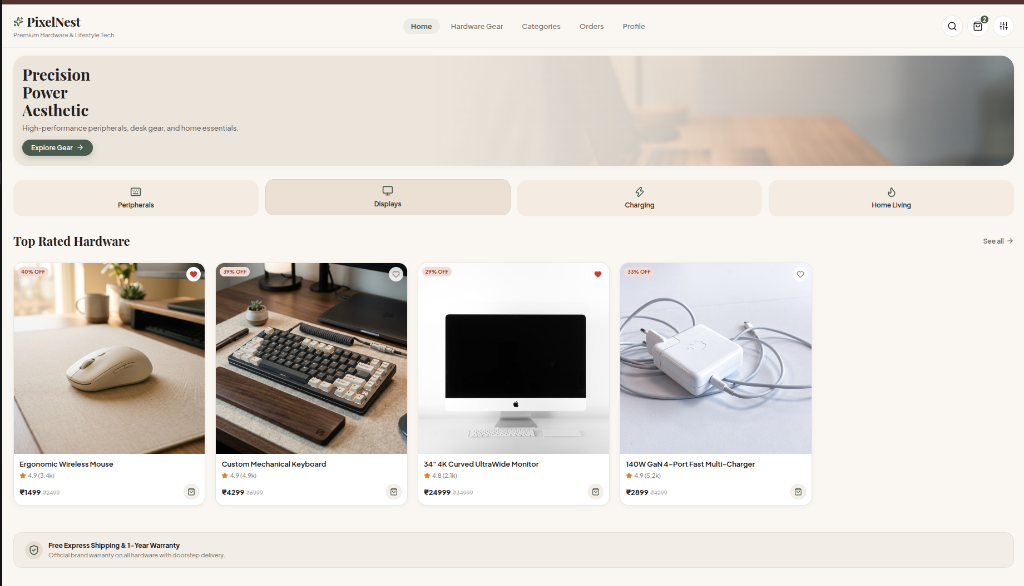 PixelNest
Premium Hardware & Lifestyle Tech
Home
Hardware Gear
Categories
Orders
Profile
2
Precision
Power
Aesthetic
High-performance peripherals, desk gear, and home essentials.
Explore Gear →
Peripherals
Displays
Charging
Home Living
Top Rated Hardware
See all →
40% OFF
39% OFF
29% OFF
33% OFF
Ergonomic Wireless Mouse
4.9 (3.4k)
₹1499 ₹2499
Custom Mechanical Keyboard
4.9 (4.9k)
₹4299 ₹6999
34" 4K Curved UltraWide Monitor
4.8 (2.1k)
₹24999 ₹34999
140W GaN 4-Port Fast Multi-Charger
4.9 (5.2k)
₹2899 ₹4299
Free Express Shipping & 1-Year Warranty
Official brand warranty on all hardware with doorstep delivery.